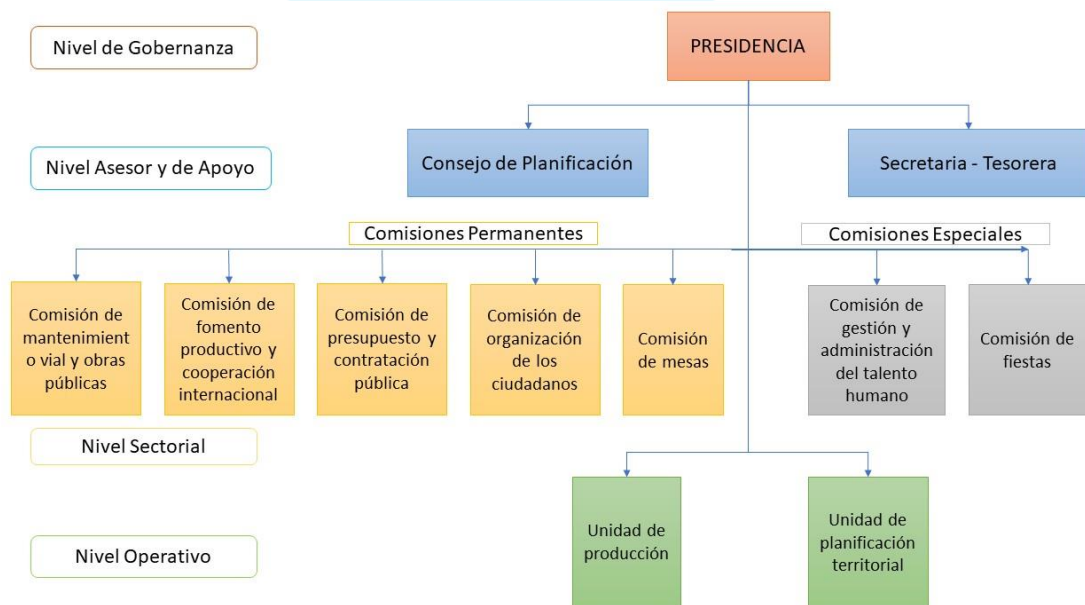 Nivel de Gobernanza
PRESIDENCIA
Nivel Asesor y de Apoyo
Consejo de Planificación
Secretaria - Tesorera
Comisiones Permanentes
Comisiones Especiales
Comisión de
mantenimient
o vial y obras
públicas
Comisión de
fomento
productivo y
cooperación
internacional
Comisión de
presupuesto y
contratación
pública
Comisión de
organización
de los
ciudadanos
Comisión
de mesas
Comisión de
gestión y
administración
del talento
humano
Comisión de
fiestas
Nivel Sectorial
Nivel Operativo
Unidad de
producción
Unidad de
planificación
territorial